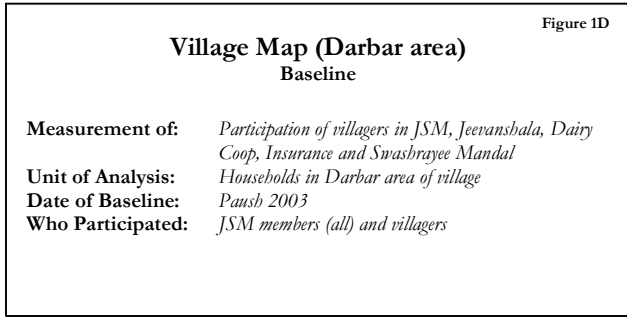 Figure 1D
Village Map (Darbar area)
Baseline
Measurement of: Participation of villagers in JSM, Jeevanshala, Dairy
Coop, Insurance and Swashrayee Mandal
Unit of Analysis: Households in Darbar area of village
Date of Baseline: Paush 2003
Who Participated: JSM members (all) and villagers